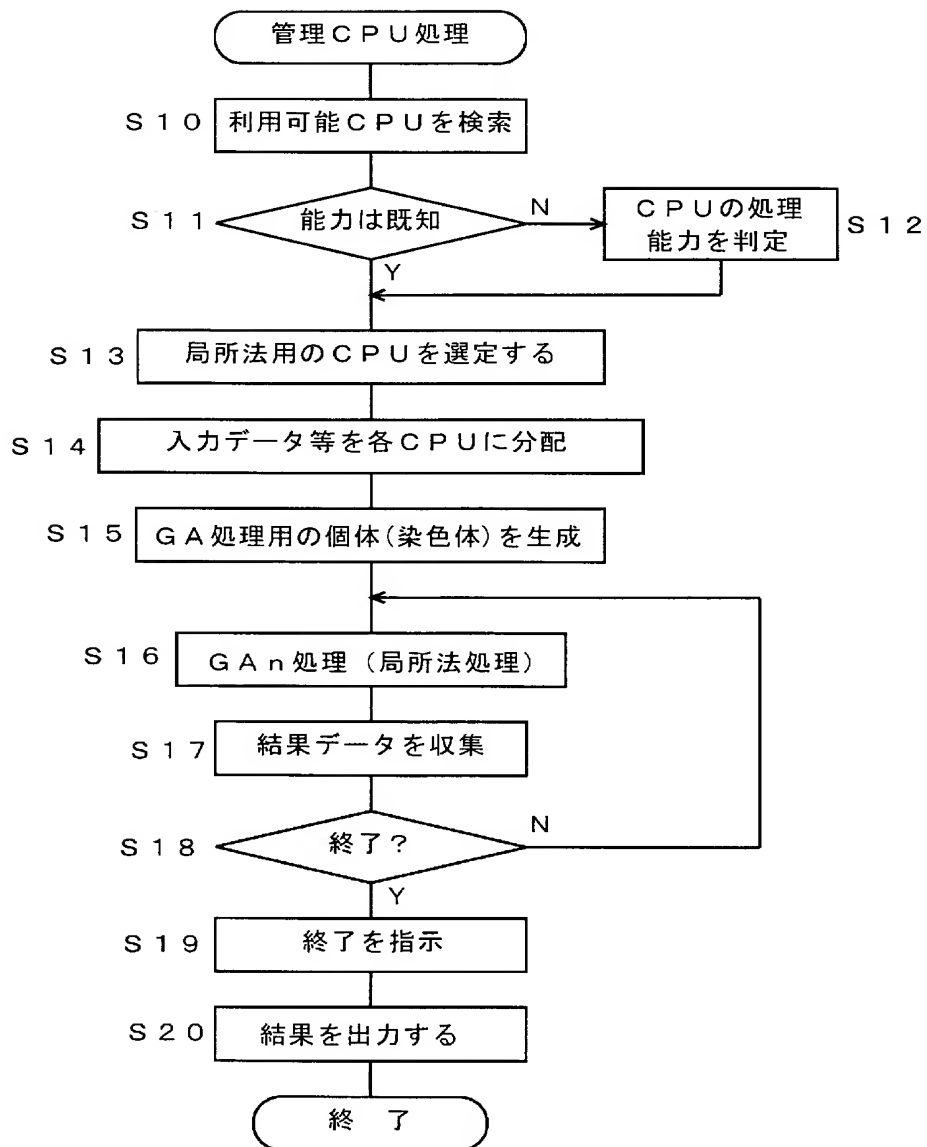 管理CPU処理
S10
利用可能CPUを検索
S11
能力は既知
N
CPUの処理
能力を判定
S12
Y
S13
局所法用のCPUを選定する
S14
入力データ等を各CPUに分配
S15
GA処理用の個体(染色体)を生成
S16
GAn処理(局所法処理)
S17
結果データを収集
S18
終了?
N
Y
S19
終了を指示
S20
結果を出力する
終 了